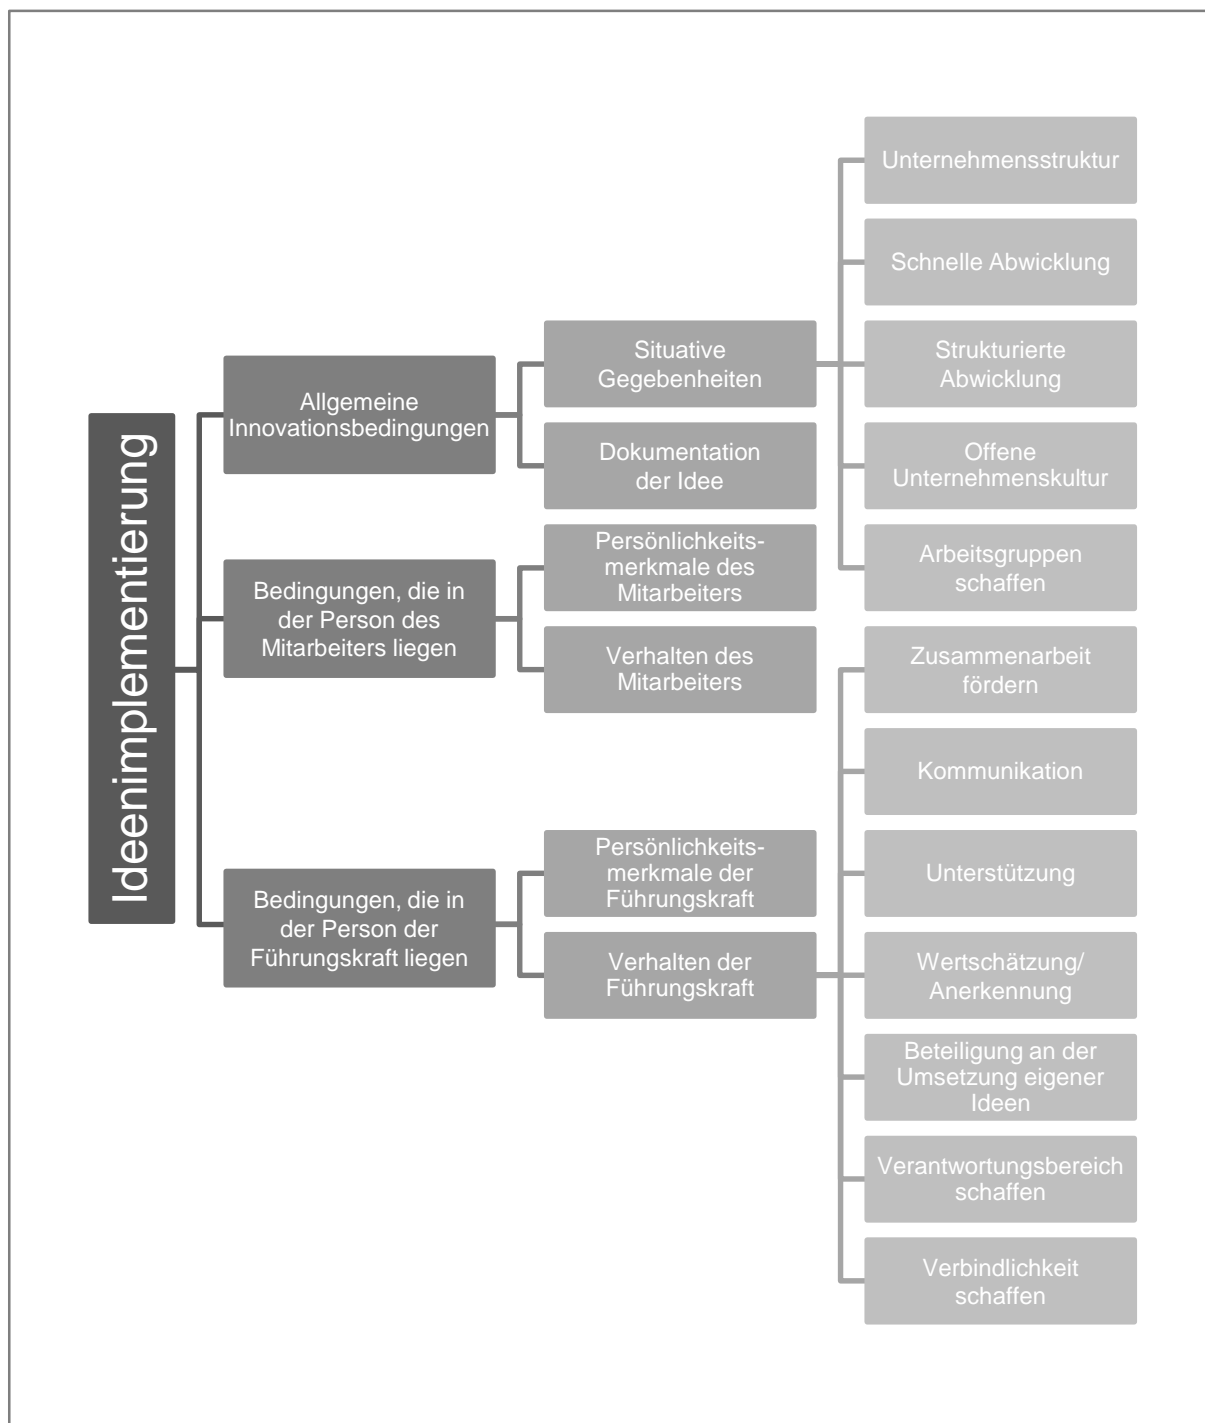 Ideenimplementierung
Allgemeine
Innovationsbedingungen
Situative
Gegebenheiten
Unternehmensstruktur
Schnelle Abwicklung
Strukturierte
Abwicklung
Offene
Unternehmenskultur
Arbeitsgruppen
schaffen
Dokumentation
der Idee
Bedingungen, die in
der Person des
Mitarbeiters liegen
Persönlichkeits-
merkmale des
Mitarbeiters
Verhalten des
Mitarbeiters
Bedingungen, die in
der Person der
Führungskraft liegen
Persönlichkeits-
merkmale der
Führungskraft
Verhalten der
Führungskraft
Zusammenarbeit
fördern
Kommunikation
Unterstützung
Wertschätzung/
Anerkennung
Beteiligung an der
Umsetzung eigener
Ideen
Verantwortungsbereich
schaffen
Verbindlichkeit
schaffen